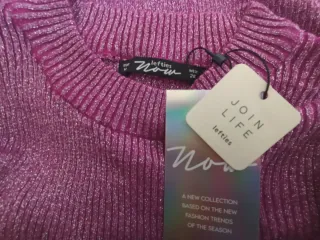 lefties
Now
JOIN
LIFE
lefties
Now
A NEW COLLECTION
BASED ON THE NEW
FASHION TRENDS
OF THE SEASON